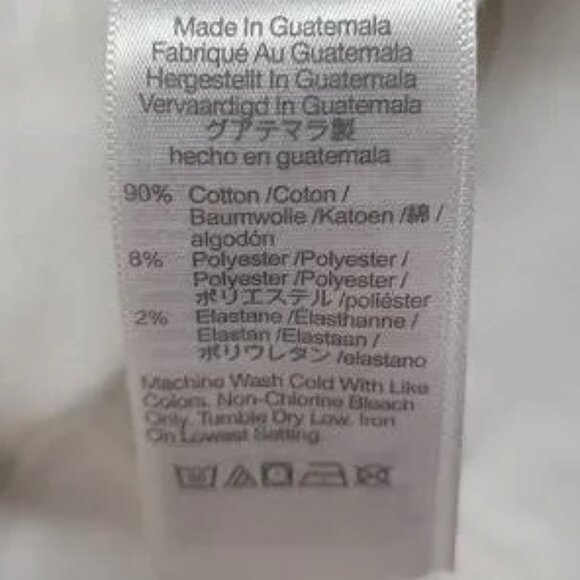 Made In Guatemala
Fabriqué Au Guatemala
Hergestellt In Guatemala
Vervaardigd In Guatemala
グアテマラ製
hecho en guatemala
90% Cotton /Coton /
Baumwolle /Katoen /綿 /
algodón
8% Polyester /Polyester /
Polyester /Polyester /
ポリエステル /poliéster
2% Elastane /Élasthanne /
Elastan /Elastaan /
ポリウレタン /elastano
Machine Wash Cold With Like
Colors. Non-Chlorine Bleach
Only. Tumble Dry Low. Iron
On Lowest Setting.